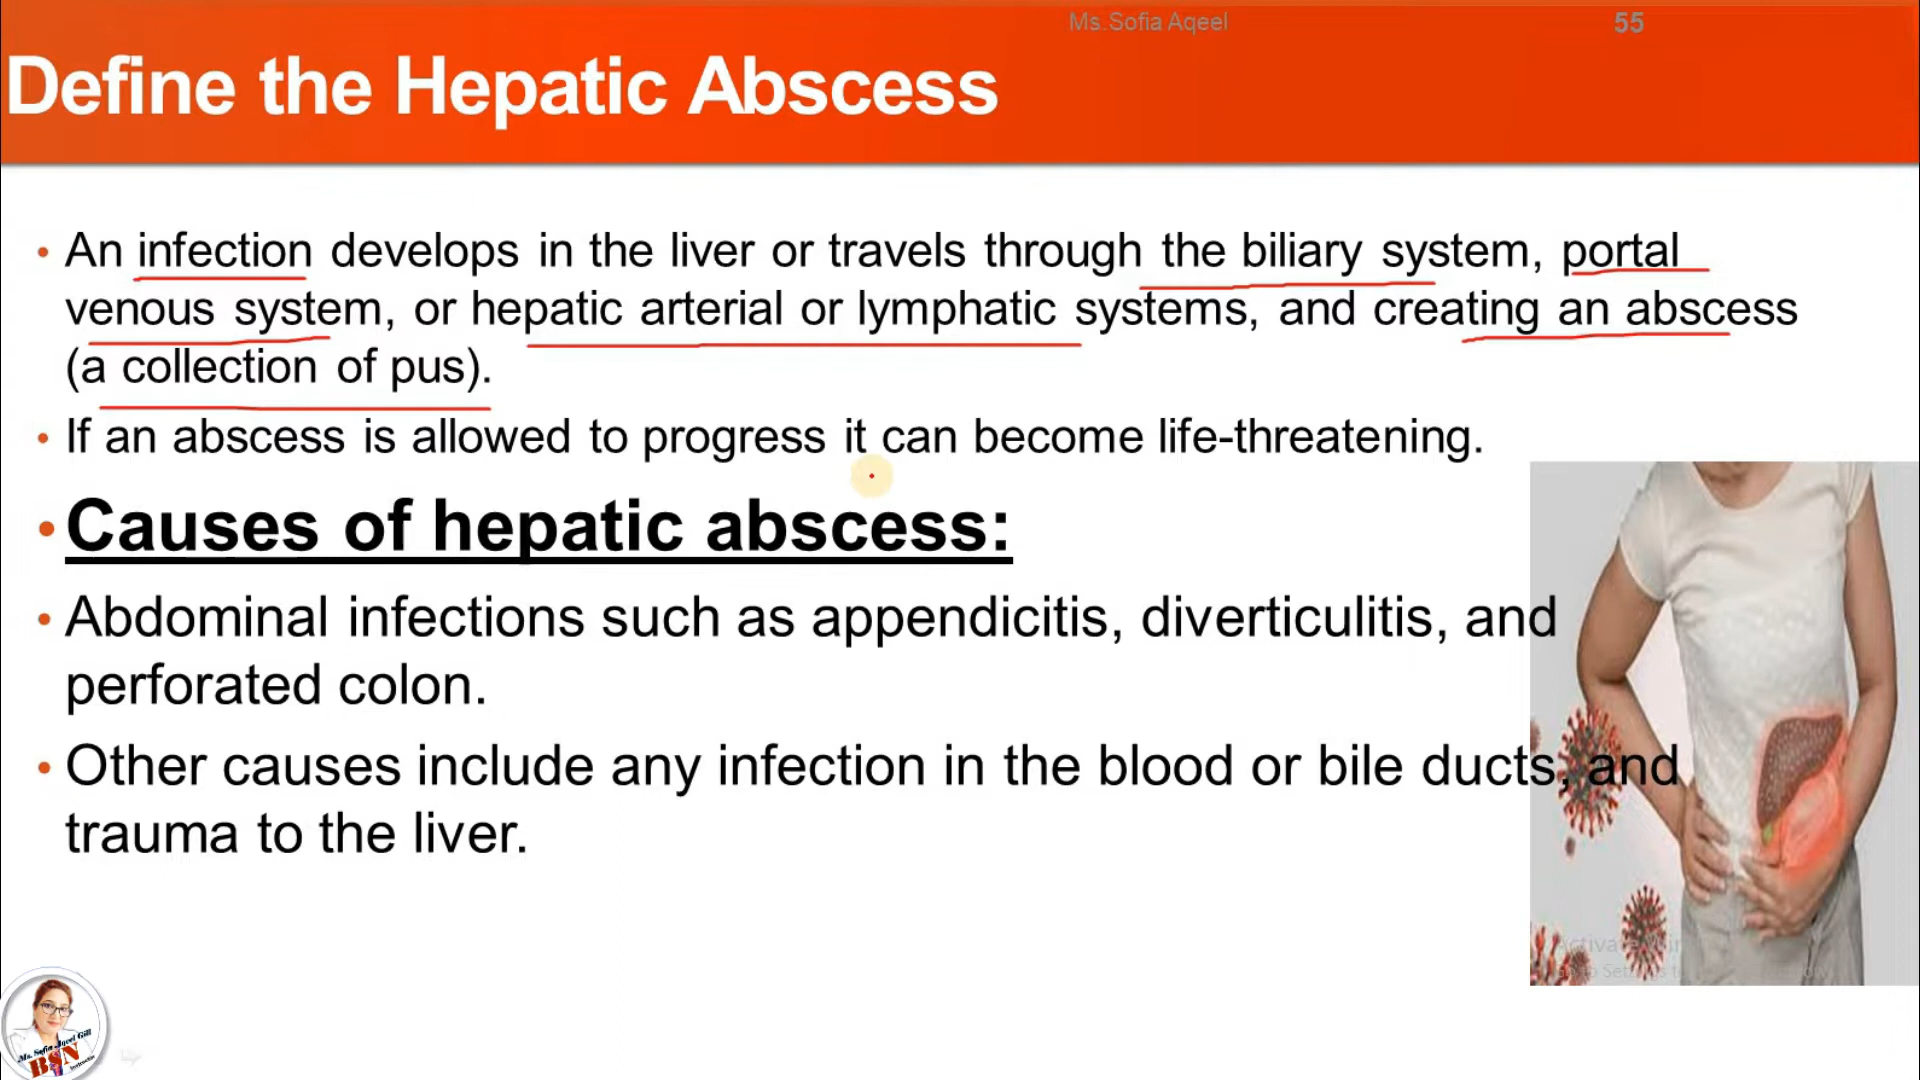 Ms.Sofia Aqeel
55
Define the Hepatic Abscess
• An infection develops in the liver or travels through the biliary system, portal
venous system, or hepatic arterial or lymphatic systems, and creating an abscess
(a collection of pus).
• If an abscess is allowed to progress it can become life-threatening.
• Causes of hepatic abscess:
• Abdominal infections such as appendicitis, diverticulitis, and
perforated colon.
• Other causes include any infection in the blood or bile ducts, and
trauma to the liver.
Ms. Sofia Aqeel Gill
BSN